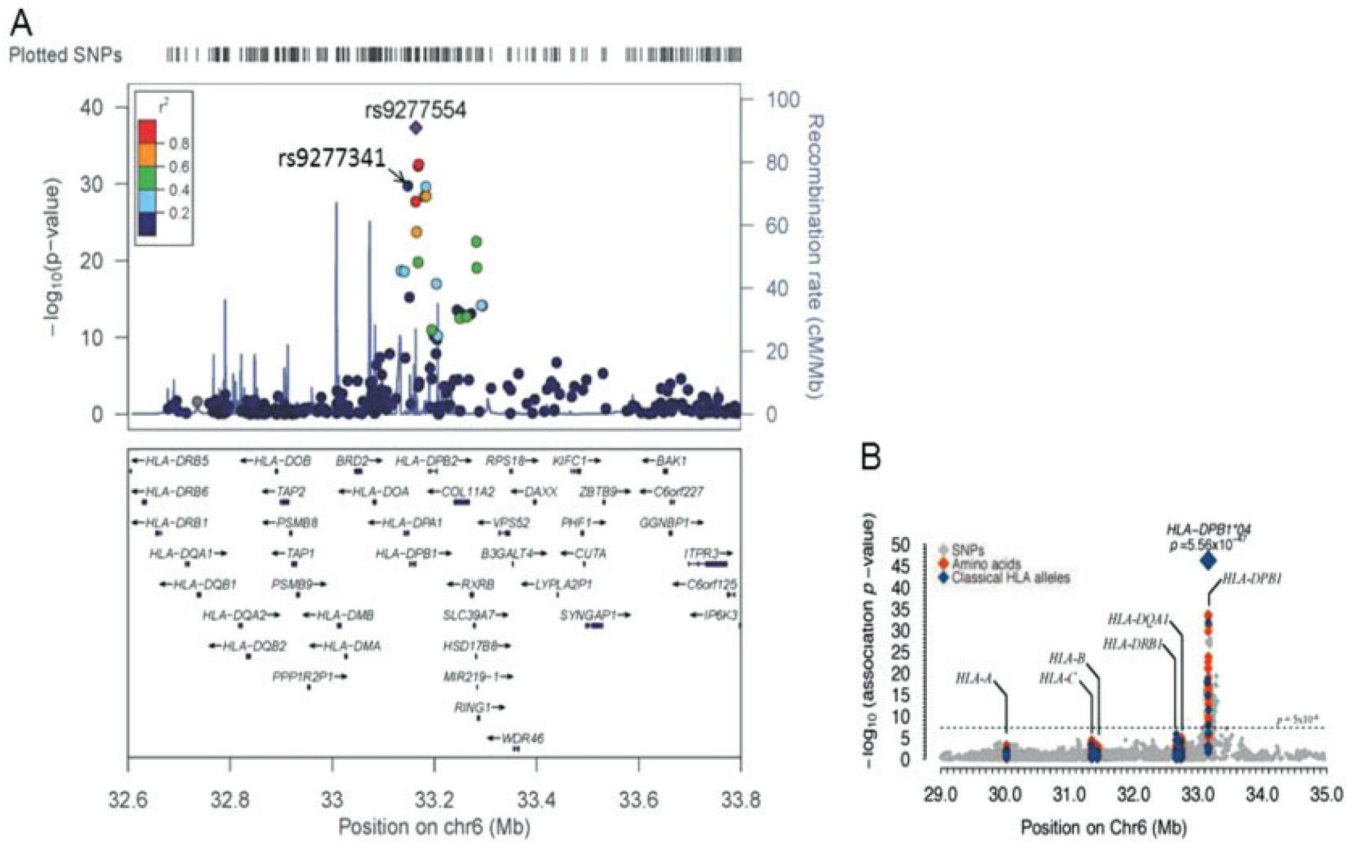 A
Plotted SNPs
rs9277554
rs9277341
r²
0.8
0.6
0.4
0.2
40
30
20
10
0
−log₁₀(p−value)
100
80
60
40
20
0
Recombination rate (cM/Mb)
←HLA-DRB5 ←HLA-DOB BRD2→ HLA-DPB2→ RPS18→ KIFC1→ ←BAK1
←HLA-DRB6 ←TAP2 ←HLA-DOA ←COL11A2 ←DAXX ZBTB9→ ←C6orf227
←HLA-DRB1 ←PSMB8 ←HLA-DPA1 ←VPS52 PHF1→ GGNBP1→
HLA-DQA1→ ←TAP1 HLA-DPB1→ B3GALT4→ ←CUTA ITPR3→
←HLA-DQB1 PSMB9→ ←RXRB ←LYPLA2P1 ←C6orf125
HLA-DQA2→ ←HLA-DMB SLC39A7→ SYNGAP1→ ←IP6K3
←HLA-DQB2 ←HLA-DMA HSD17B8→
PPP1R2P1→ MIR219-1→
RING1→
←WDR46
32.6 32.8 33 33.2 33.4 33.6 33.8
Position on chr6 (Mb)
B
HLA-DPB1*04
SNPs
Amino acids
Classical HLA alleles
HLA-DPB1
HLA-DQA1
HLA-DRB1
HLA-B
HLA-C
HLA-A
50
45
40
35
30
25
20
15
10
5
0
−log₁₀ (association p−value)
29.0 30.0 31.0 32.0 33.0 34.0 35.0
Position on Chr6 (Mb)